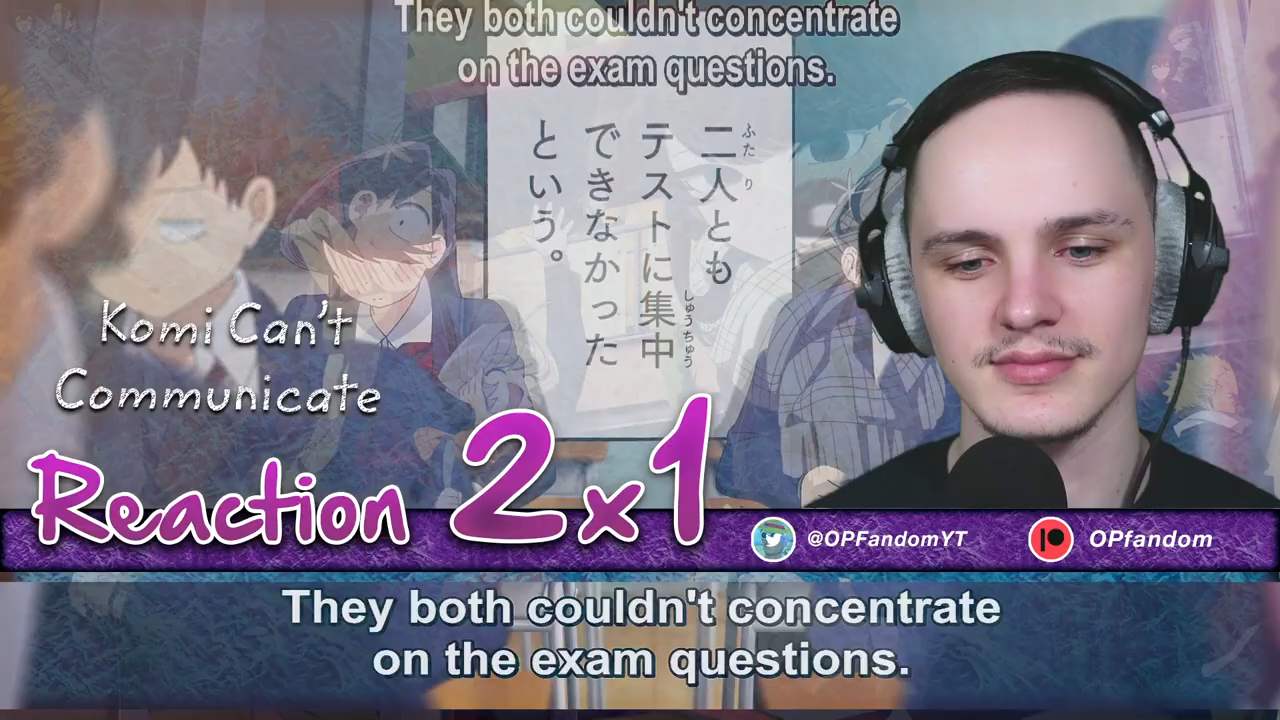 They both couldn't concentrate
on the exam questions.
二人とも
ふたり
テストに集中
しゅうちゅう
できなかった
という。
Komi Can't
Communicate
Reaction 2x1
@OPFandomYT
OPfandom
They both couldn't concentrate
on the exam questions.